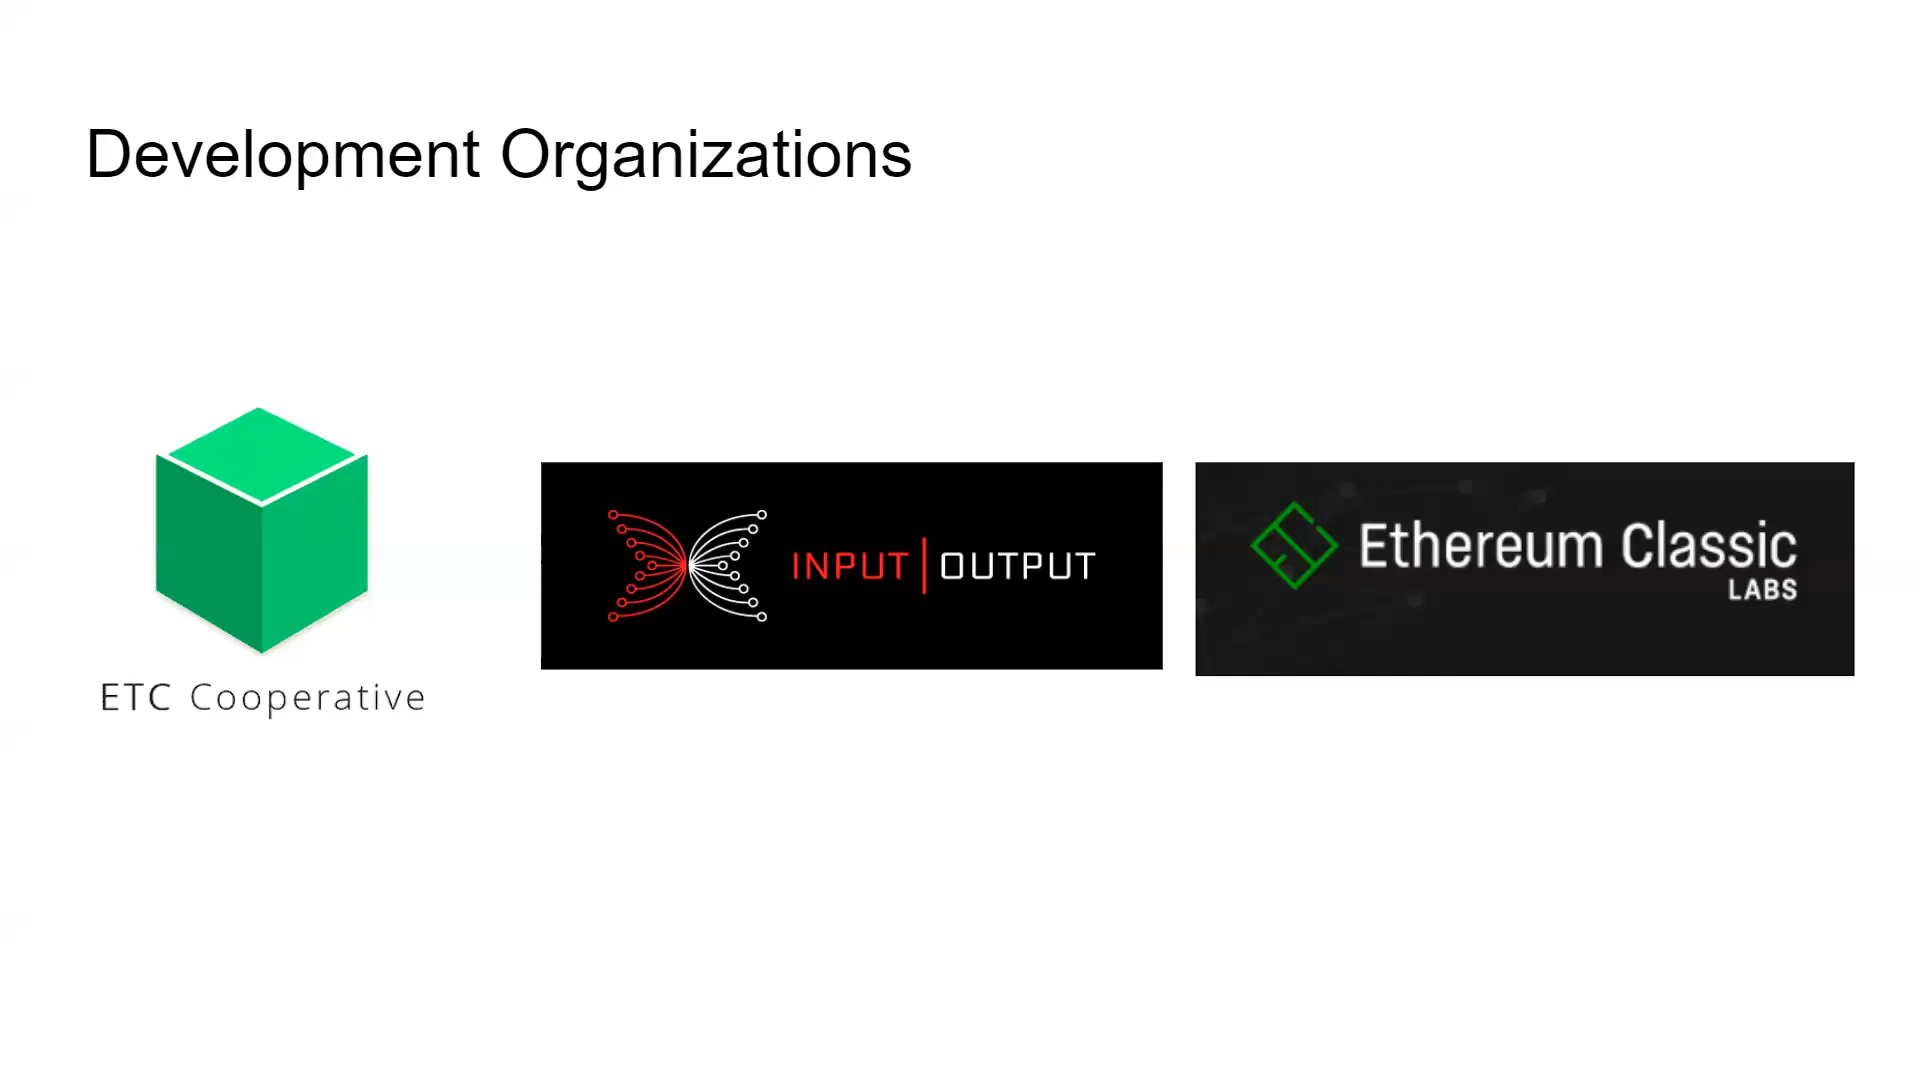 Development Organizations
ETC Cooperative
INPUT | OUTPUT
Ethereum Classic
LABS